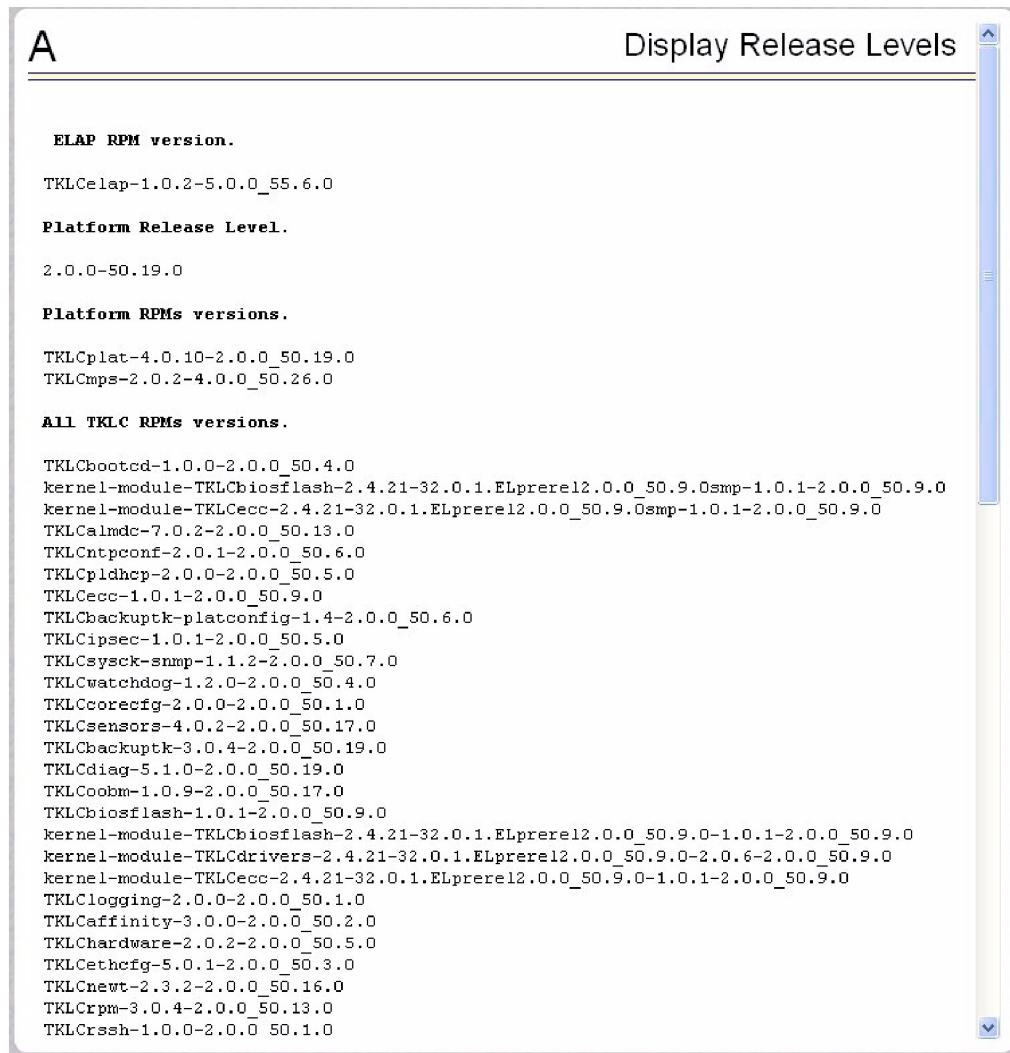 A
Display Release Levels
ELAP RPM version.
TKLCelap-1.0.2-5.0.0_55.6.0
Platform Release Level.
2.0.0-50.19.0
Platform RPMs versions.
TKLCplat-4.0.10-2.0.0_50.19.0
TKLCmps-2.0.2-4.0.0_50.26.0
All TKLC RPMs versions.
TKLCbootcd-1.0.0-2.0.0_50.4.0
kernel-module-TKLCbiosflash-2.4.21-32.0.1.ELprerel2.0.0_50.9.0smp-1.0.1-2.0.0_50.9.0
kernel-module-TKLCecc-2.4.21-32.0.1.ELprerel2.0.0_50.9.0smp-1.0.1-2.0.0_50.9.0
TKLCalmdc-7.0.2-2.0.0_50.13.0
TKLCntpconf-2.0.1-2.0.0_50.6.0
TKLCpldhcp-2.0.0-2.0.0_50.5.0
TKLCecc-1.0.1-2.0.0_50.9.0
TKLCbackuptk-platconfig-1.4-2.0.0_50.6.0
TKLCipsec-1.0.1-2.0.0_50.5.0
TKLCsysck-snmp-1.1.2-2.0.0_50.7.0
TKLCwatchdog-1.2.0-2.0.0_50.4.0
TKLCcorecfg-2.0.0-2.0.0_50.1.0
TKLCsensors-4.0.2-2.0.0_50.17.0
TKLCbackuptk-3.0.4-2.0.0_50.19.0
TKLCdiag-5.1.0-2.0.0_50.19.0
TKLCoobm-1.0.9-2.0.0_50.17.0
TKLCbiosflash-1.0.1-2.0.0_50.9.0
kernel-module-TKLCbiosflash-2.4.21-32.0.1.ELprerel2.0.0_50.9.0-1.0.1-2.0.0_50.9.0
kernel-module-TKLCdrivers-2.4.21-32.0.1.ELprerel2.0.0_50.9.0-2.0.6-2.0.0_50.9.0
kernel-module-TKLCecc-2.4.21-32.0.1.ELprerel2.0.0_50.9.0-1.0.1-2.0.0_50.9.0
TKLClogging-2.0.0-2.0.0_50.1.0
TKLCaffinity-3.0.0-2.0.0_50.2.0
TKLChardware-2.0.2-2.0.0_50.5.0
TKLCethcfg-5.0.1-2.0.0_50.3.0
TKLCnewt-2.3.2-2.0.0_50.16.0
TKLCrpm-3.0.4-2.0.0_50.13.0
TKLCrssh-1.0.0-2.0.0 50.1.0